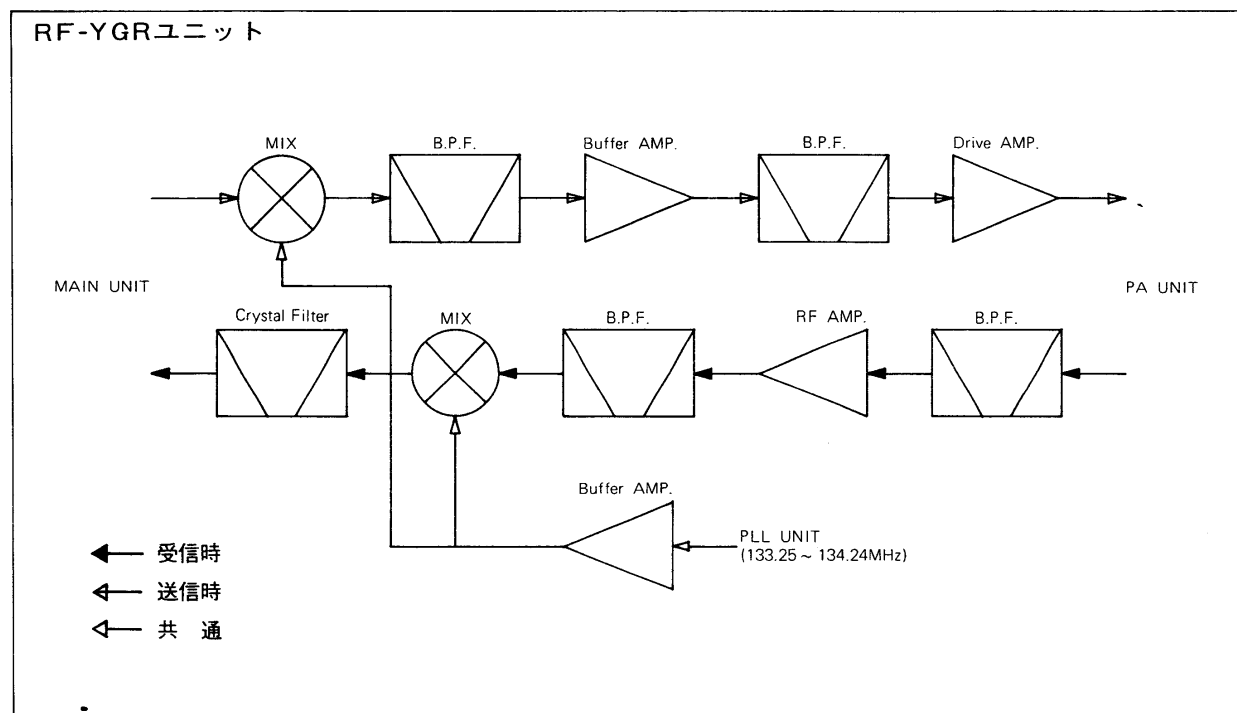 RF-YGRユニット
MIX
B.P.F.
Buffer AMP.
B.P.F.
Drive AMP.
MAIN UNIT
PA UNIT
Crystal Filter
MIX
B.P.F.
RF AMP.
B.P.F.
Buffer AMP.
PLL UNIT
(133.25~134.24MHz)
受信時
送信時
共 通